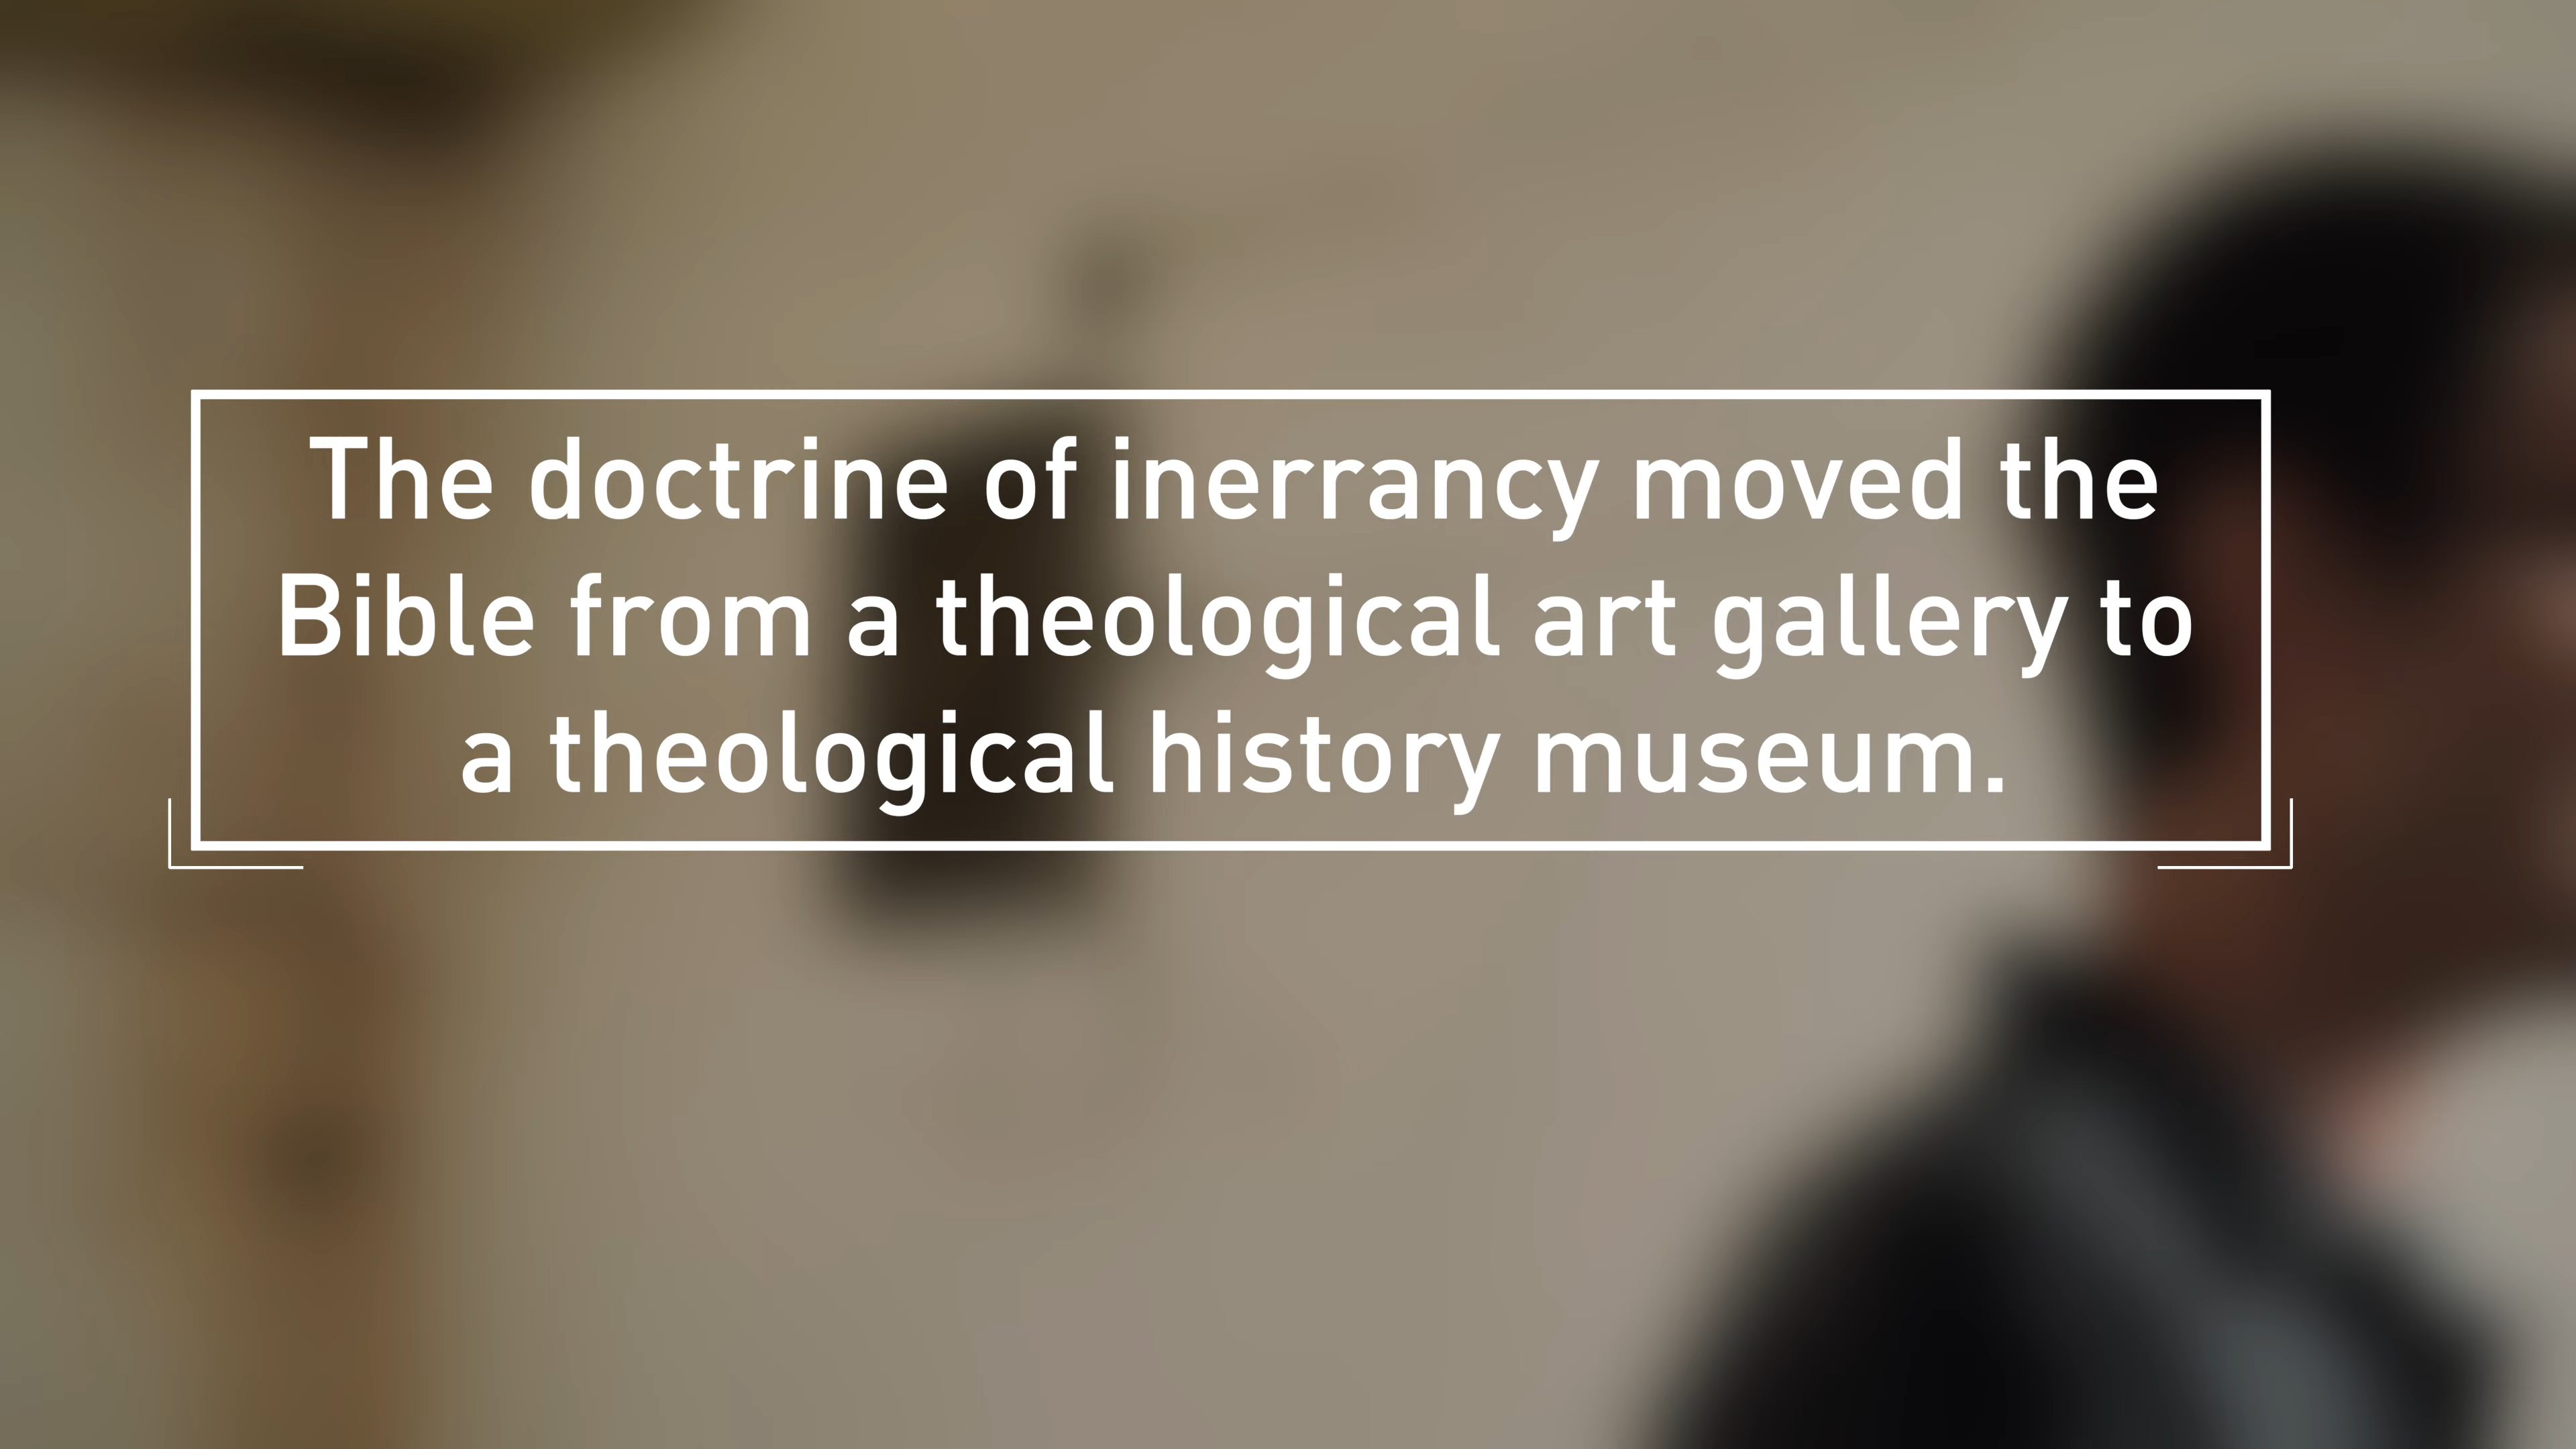 The doctrine of inerrancy moved the
Bible from a theological art gallery to
a theological history museum.